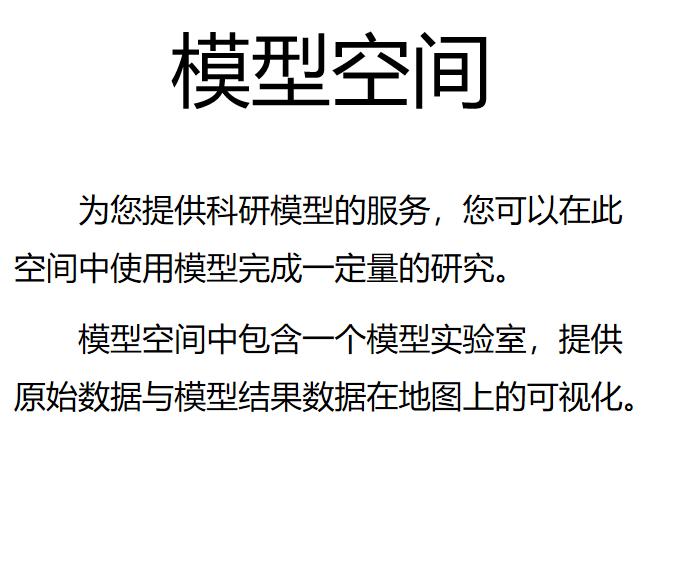 模型空间
为您提供科研模型的服务，您可以在此
空间中使用模型完成一定量的研究。
模型空间中包含一个模型实验室，提供
原始数据与模型结果数据在地图上的可视化。